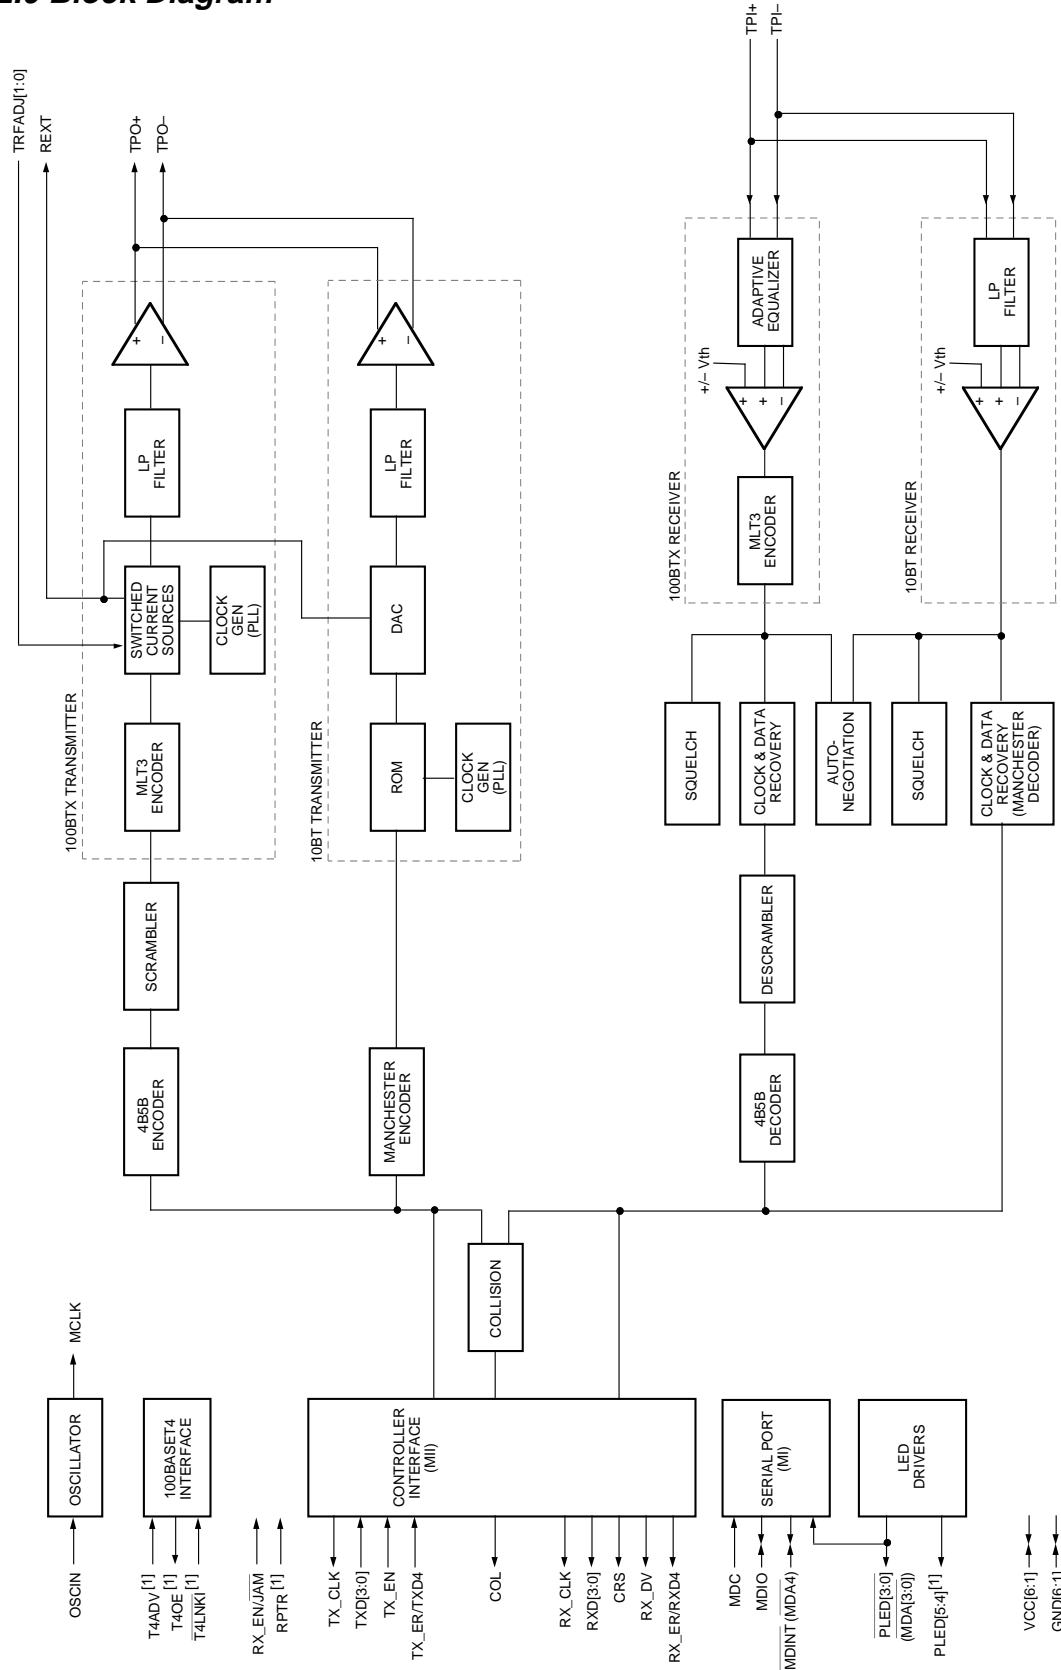 TRFADJ[1:0]
REXT
TPO+
TPO–
TPI+
TPI–
+
–
+
–
LP
FILTER
LP
FILTER
SWITCHED
CURRENT
SOURCES
CLOCK
GEN
(PLL)
DAC
100BTX TRANSMITTER
MLT3
ENCODER
10BT TRANSMITTER
ROM
CLOCK
GEN
(PLL)
SCRAMBLER
4B5B
ENCODER
MANCHESTER
ENCODER
ADAPTIVE
EQUALIZER
LP
FILTER
+/– Vth
+
+
–
+/– Vth
+
+
–
100BTX RECEIVER
MLT3
ENCODER
10BT RECEIVER
SQUELCH
CLOCK & DATA
RECOVERY
AUTO-
NEGOTIATION
SQUELCH
CLOCK & DATA
RECOVERY
(MANCHESTER
DECODER)
DESCRAMBLER
4B5B
DECODER
COLLISION
MCLK
OSCILLATOR
100BASET4
INTERFACE
CONTROLLER
INTERFACE
(MII)
SERIAL PORT
(MI)
LED
DRIVERS
OSCIN
T4ADV [1]
T4OE [1]
T4LNKI [1]
RX_EN/JAM
RPTR [1]
TX_CLK
TXD[3:0]
TX_EN
TX_ER/TXD4
COL
RX_CLK
RXD[3:0]
CRS
RX_DV
RX_ER/RXD4
MDC
MDIO
MDINT (MDA4)
PLED[3:0]
(MDA[3:0])
PLED[5:4][1]
VCC[6:1]
GND[6:1]